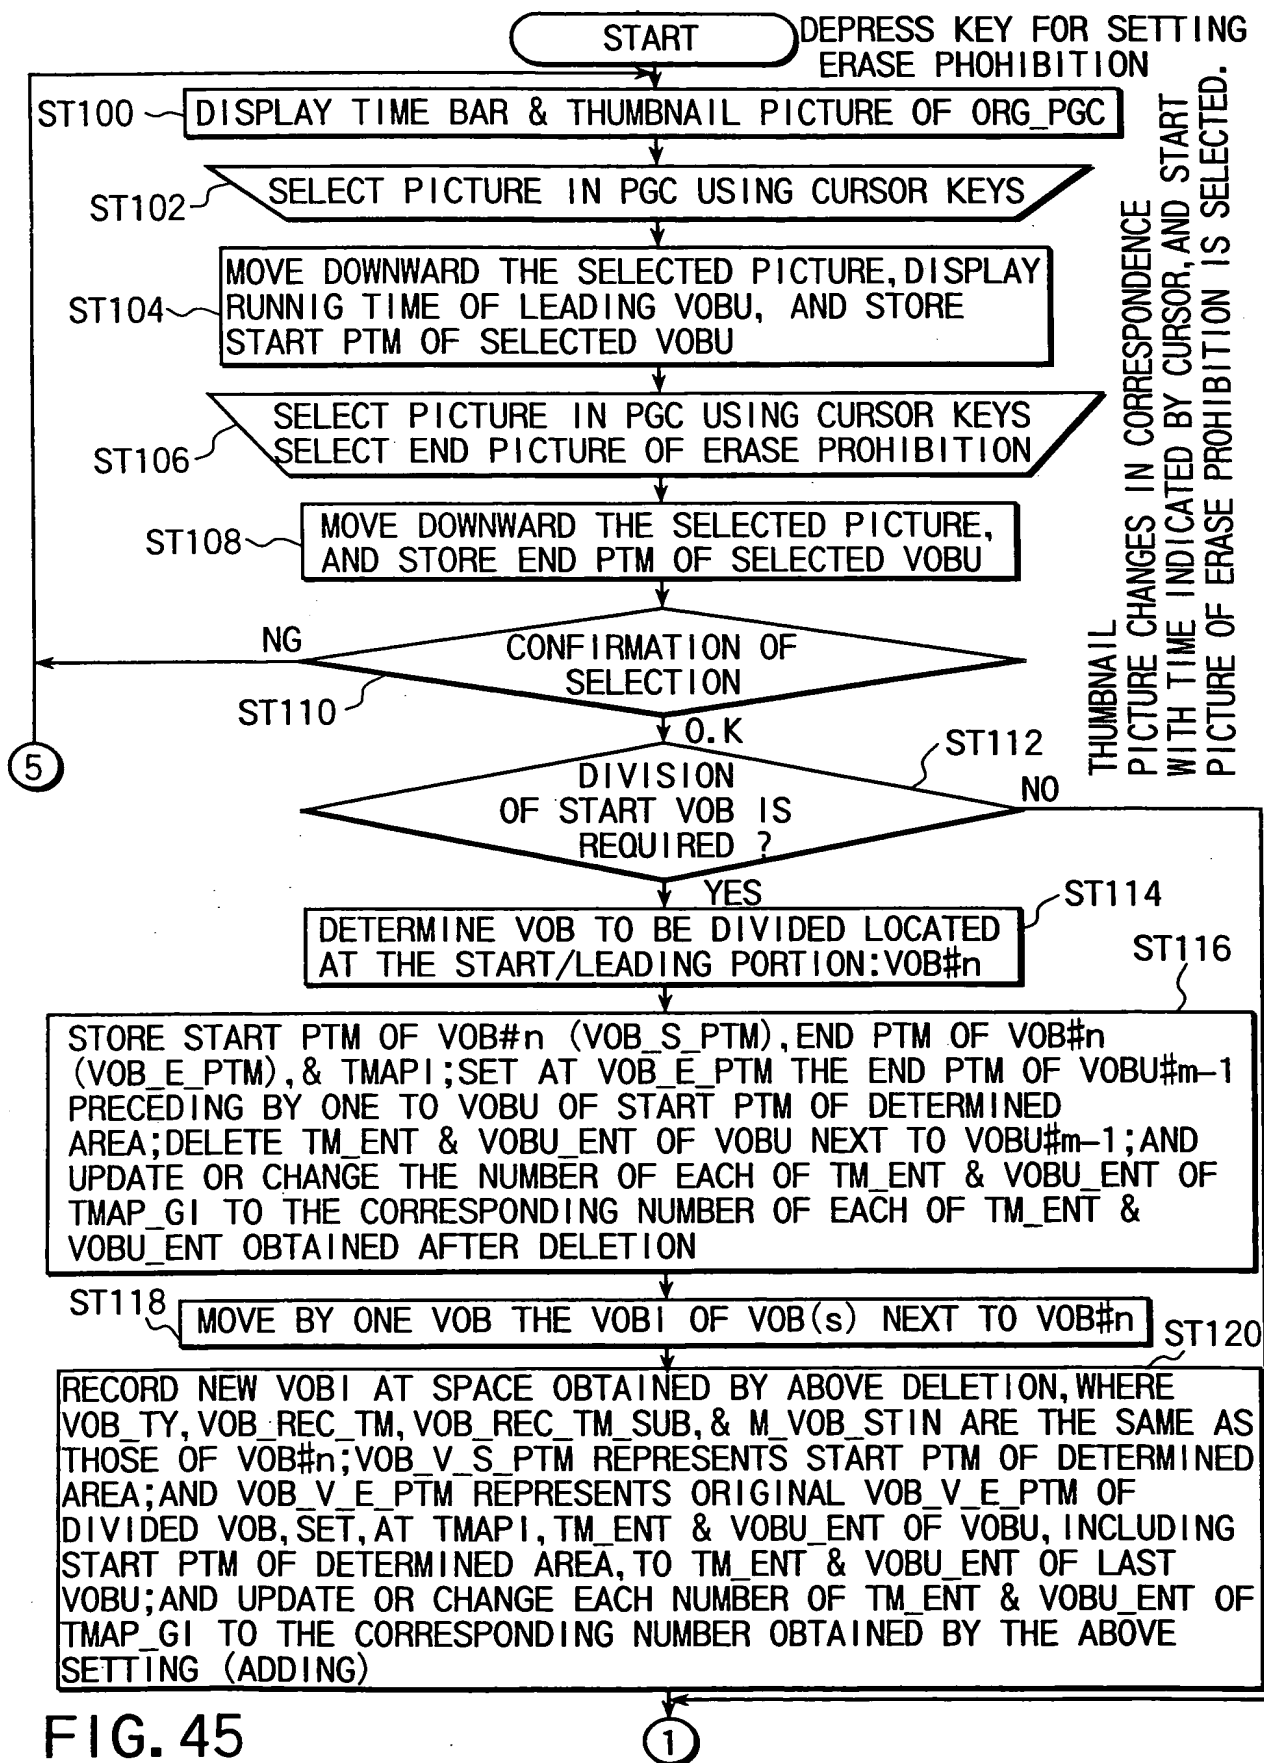 START
DEPRESS KEY FOR SETTING
ERASE PHOHIBITION
ST100
DISPLAY TIME BAR & THUMBNAIL PICTURE OF ORG_PGC
ST102
SELECT PICTURE IN PGC USING CURSOR KEYS
THUMBNAIL
PICTURE CHANGES IN CORRESPONDENCE
WITH TIME INDICATED BY CURSOR, AND START
PICTURE OF ERASE PROHIBITION IS SELECTED.
ST104
MOVE DOWNWARD THE SELECTED PICTURE, DISPLAY
RUNNIG TIME OF LEADING VOBU, AND STORE
START PTM OF SELECTED VOBU
ST106
SELECT PICTURE IN PGC USING CURSOR KEYS
SELECT END PICTURE OF ERASE PROHIBITION
ST108
MOVE DOWNWARD THE SELECTED PICTURE,
AND STORE END PTM OF SELECTED VOBU
NG
CONFIRMATION OF
SELECTION
ST110
O.K
5
ST112
DIVISION
OF START VOB IS
REQUIRED ?
NO
YES
ST114
DETERMINE VOB TO BE DIVIDED LOCATED
AT THE START/LEADING PORTION:VOB#n
ST116
STORE START PTM OF VOB#n (VOB_S_PTM), END PTM OF VOB#n
(VOB_E_PTM), & TMAPI;SET AT VOB_E_PTM THE END PTM OF VOBU#m-1
PRECEDING BY ONE TO VOBU OF START PTM OF DETERMINED
AREA;DELETE TM_ENT & VOBU_ENT OF VOBU NEXT TO VOBU#m-1;AND
UPDATE OR CHANGE THE NUMBER OF EACH OF TM_ENT & VOBU_ENT OF
TMAP_GI TO THE CORRESPONDING NUMBER OF EACH OF TM_ENT &
VOBU_ENT OBTAINED AFTER DELETION
ST118
MOVE BY ONE VOB THE VOBI OF VOB(s) NEXT TO VOB#n
ST120
RECORD NEW VOBI AT SPACE OBTAINED BY ABOVE DELETION, WHERE
VOB_TY, VOB_REC_TM, VOB_REC_TM_SUB, & M_VOB_STIN ARE THE SAME AS
THOSE OF VOB#n;VOB_V_S_PTM REPRESENTS START PTM OF DETERMINED
AREA;AND VOB_V_E_PTM REPRESENTS ORIGINAL VOB_V_E_PTM OF
DIVIDED VOB, SET, AT TMAPI, TM_ENT & VOBU_ENT OF VOBU, INCLUDING
START PTM OF DETERMINED AREA, TO TM_ENT & VOBU_ENT OF LAST
VOBU;AND UPDATE OR CHANGE EACH NUMBER OF TM_ENT & VOBU_ENT OF
TMAP_GI TO THE CORRESPONDING NUMBER OBTAINED BY THE ABOVE
SETTING (ADDING)
1
FIG. 45